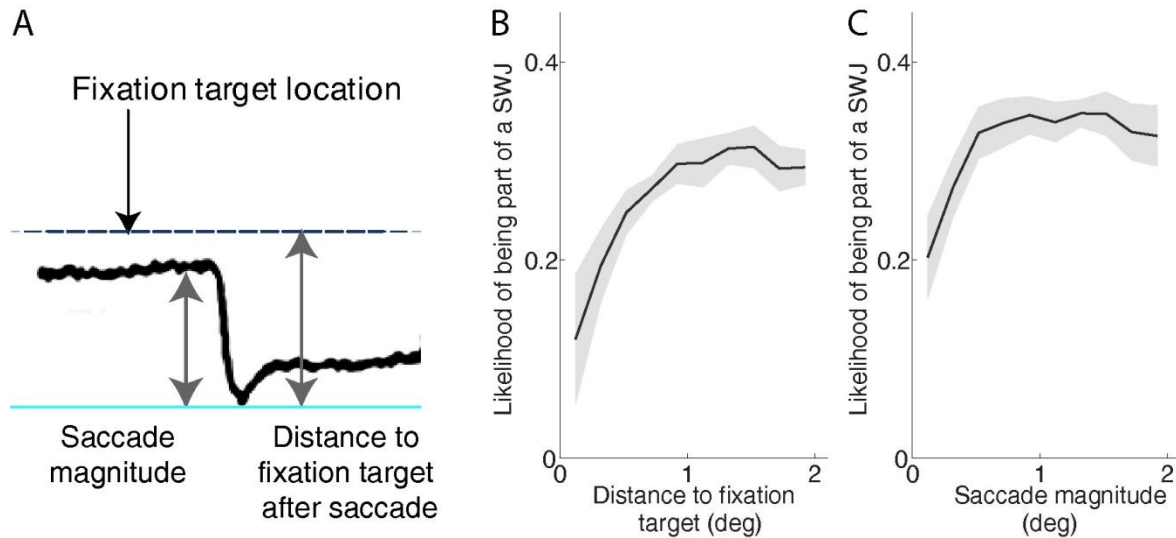 A
Fixation target location
Saccade
magnitude
Distance to
fixation target
after saccade
B
Likelihood of being part of a SWJ
0.4
0.2
0
0
1
2
Distance to fixation
target (deg)
C
Likelihood of being part of a SWJ
0.4
0.2
0
0
1
2
Saccade magnitude
(deg)